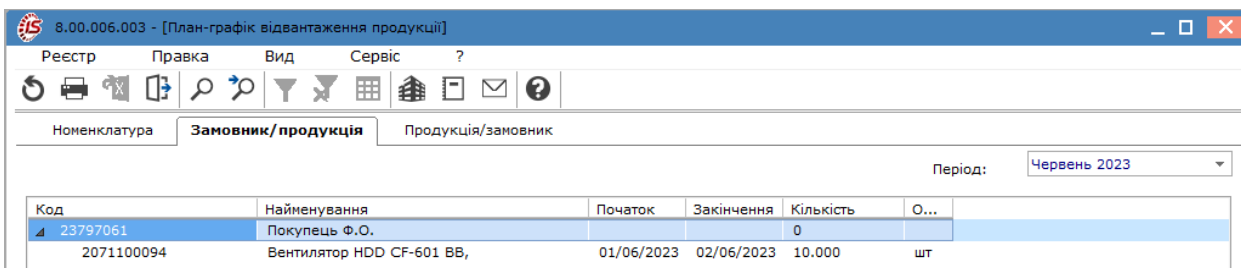 8.00.006.003 - [План-графік відвантаження продукції]
Реєстр Правка Вид Сервіс ?
Номенклатура Замовник/продукція Продукція/замовник
Період: Червень 2023
Код Найменування Початок Закінчення Кількість О...
23797061 Покупець Ф.О. 0
2071100094 Вентилятор HDD CF-601 BB, 01/06/2023 02/06/2023 10.000 шт